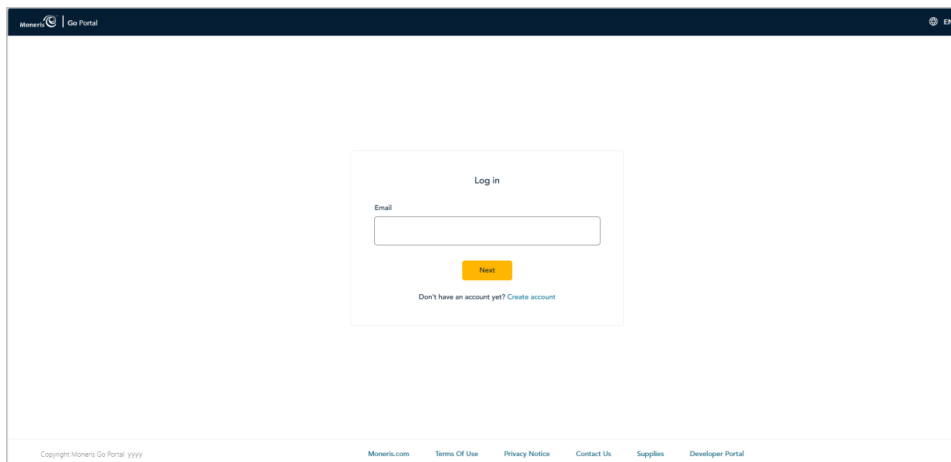 Moneris Go Portal EN
Log in
Email
Next
Don't have an account yet? Create account
Copyright Moneris Go Portal yyyy Moneris.com Terms Of Use Privacy Notice Contact Us Supplies Developer Portal